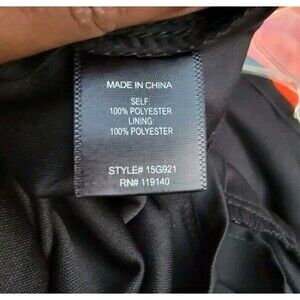 MADE IN CHINA
SELF:
100% POLYESTER
LINING:
100% POLYESTER
STYLE# 15G921
RN# 119140